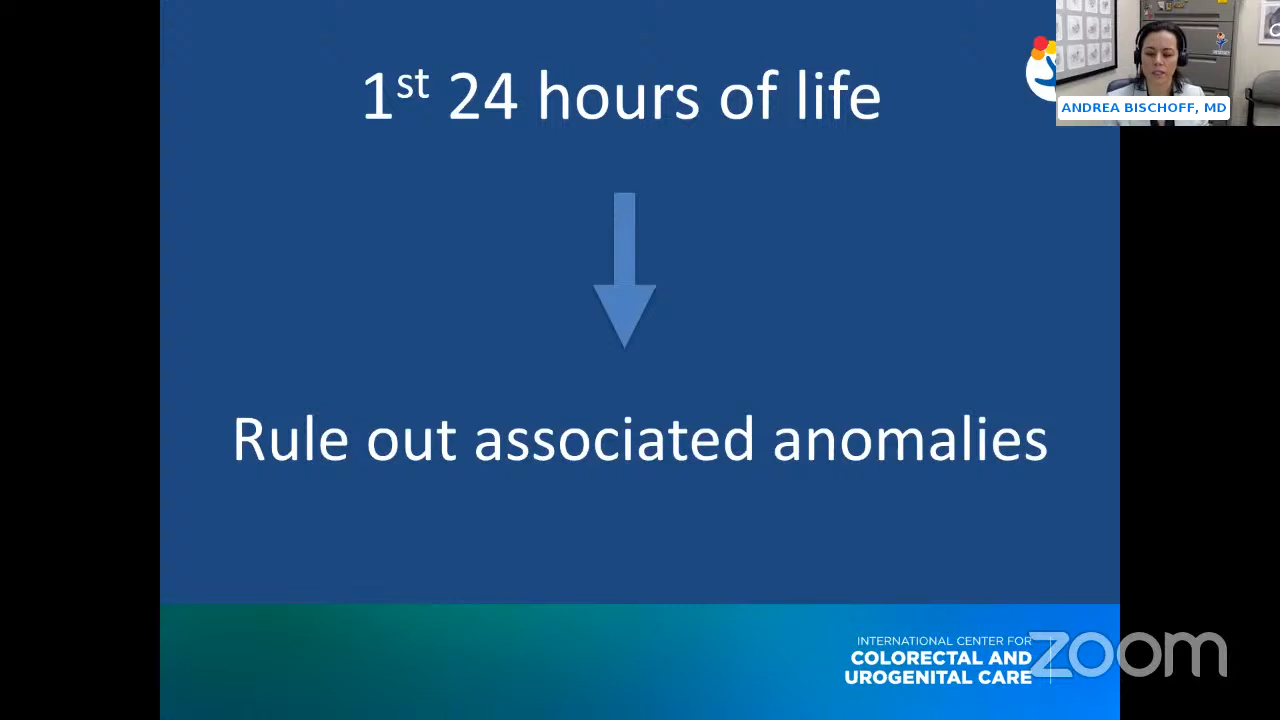 1st 24 hours of life
ANDREA BISCHOFF, MD
Rule out associated anomalies
INTERNATIONAL CENTER FOR
COLORECTAL AND
UROGENITAL CARE
zoom